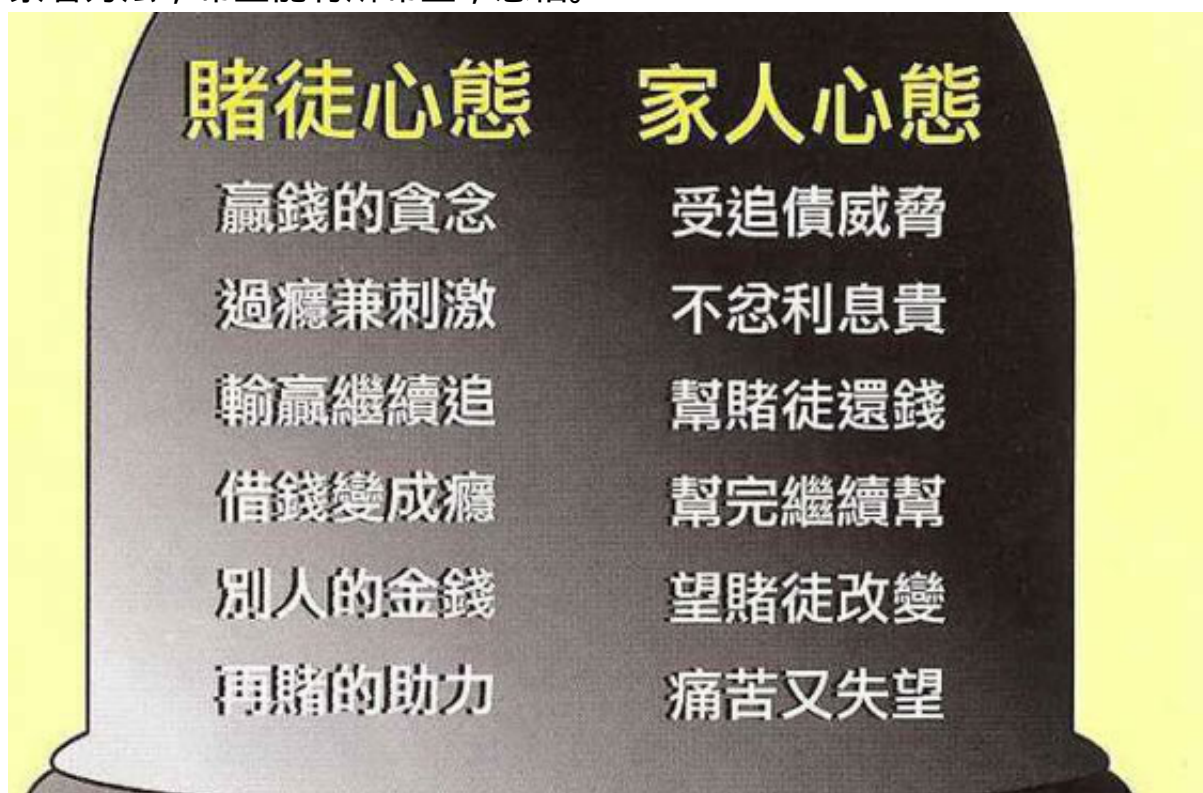 賭徒心態
贏錢的貪念
過癮兼刺激
輸贏繼續追
借錢變成癮
別人的金錢
再賭的助力
家人心態
受追債威脅
不忿利息貴
幫賭徒還錢
幫完繼續幫
望賭徒改變
痛苦又失望